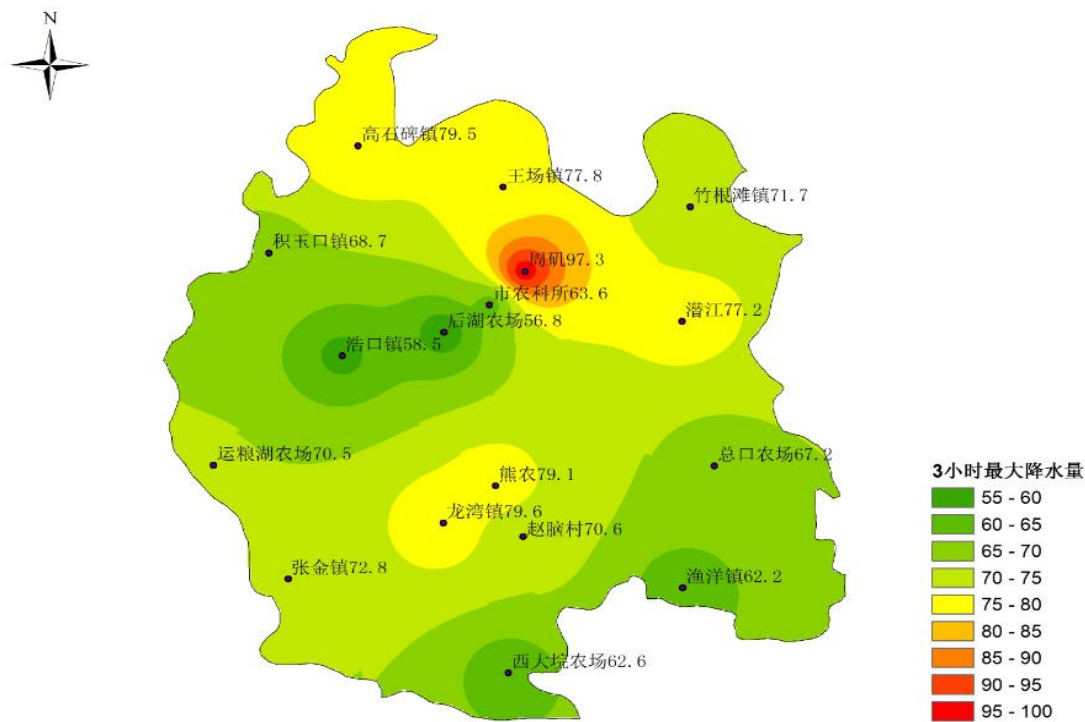 N
高石碑镇79.5
王场镇77.8
竹根滩镇71.7
积玉口镇68.7
周矶97.3
市农科所63.6
后湖农场56.8
潜江77.2
浩口镇58.5
运粮湖农场70.5
总口农场67.2
熊农79.1
龙湾镇79.6
赵脑村70.6
张金镇72.8
渔洋镇62.2
西大垸农场62.6
3小时最大降水量
55 - 60
60 - 65
65 - 70
70 - 75
75 - 80
80 - 85
85 - 90
90 - 95
95 - 100